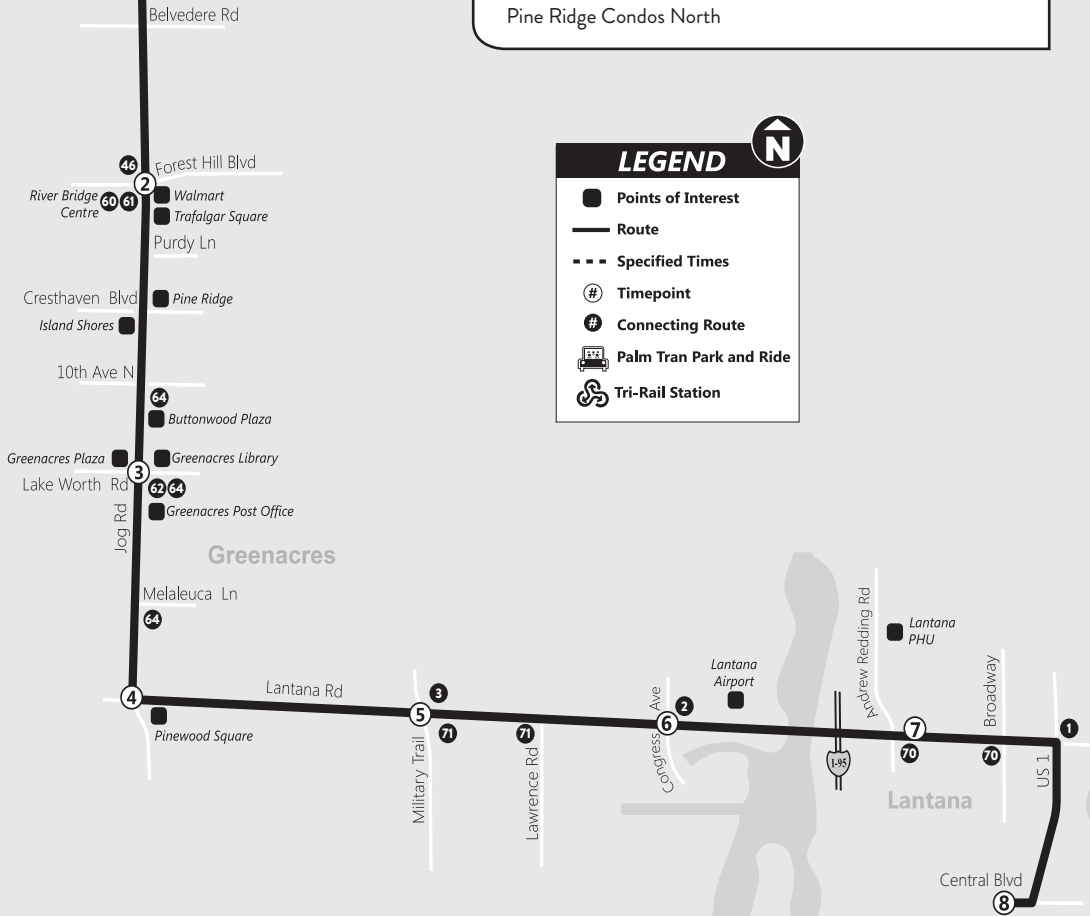 Belvedere Rd
Pine Ridge Condos North
N
LEGEND
Points of Interest
Route
Specified Times
# Timepoint
# Connecting Route
Palm Tran Park and Ride
Tri-Rail Station
46
Forest Hill Blvd
2
River Bridge
Centre
60 61
Walmart
Trafalgar Square
Purdy Ln
Cresthaven Blvd
Pine Ridge
Island Shores
10th Ave N
64
Buttonwood Plaza
Greenacres Plaza
Greenacres Library
3
Lake Worth Rd
62 64
Greenacres Post Office
Jog Rd
Greenacres
Melaleuca Ln
64
4
Lantana Rd
Pinewood Square
3
5
71
Military Trail
71
Lawrence Rd
2
6
Congress Ave
Lantana
Airport
I-95
Andrew Redding Rd
Lantana
PHU
7
70
Broadway
70
1
US 1
Lantana
Central Blvd
8